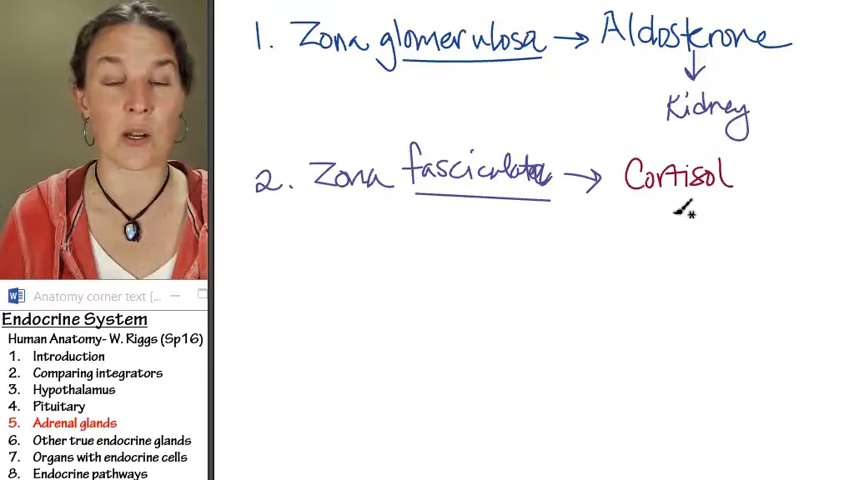 1. Zona glomerulosa → Aldosterone
↓
Kidney
2. Zona fasciculata → Cortisol
Anatomy corner text [...
Endocrine System
Human Anatomy- W. Riggs (Sp16)
1. Introduction
2. Comparing integrators
3. Hypothalamus
4. Pituitary
5. Adrenal glands
6. Other true endocrine glands
7. Organs with endocrine cells
8. Endocrine pathways